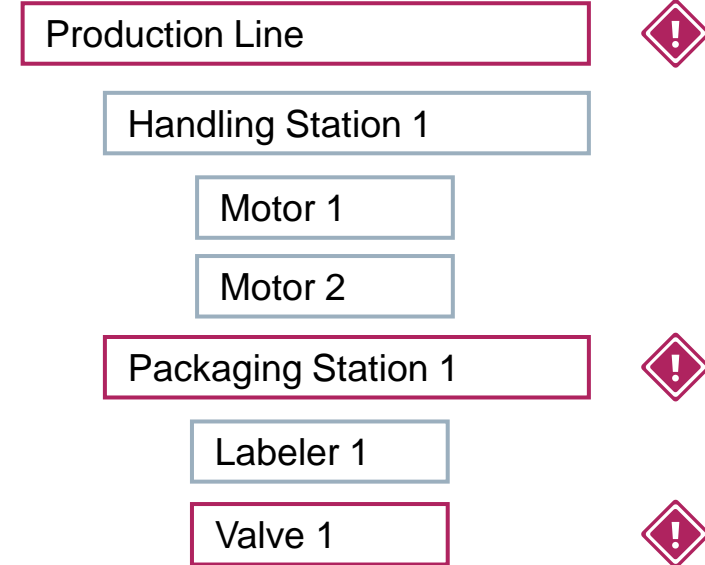 Production Line
Handling Station 1
Motor 1
Motor 2
Packaging Station 1
Labeler 1
Valve 1